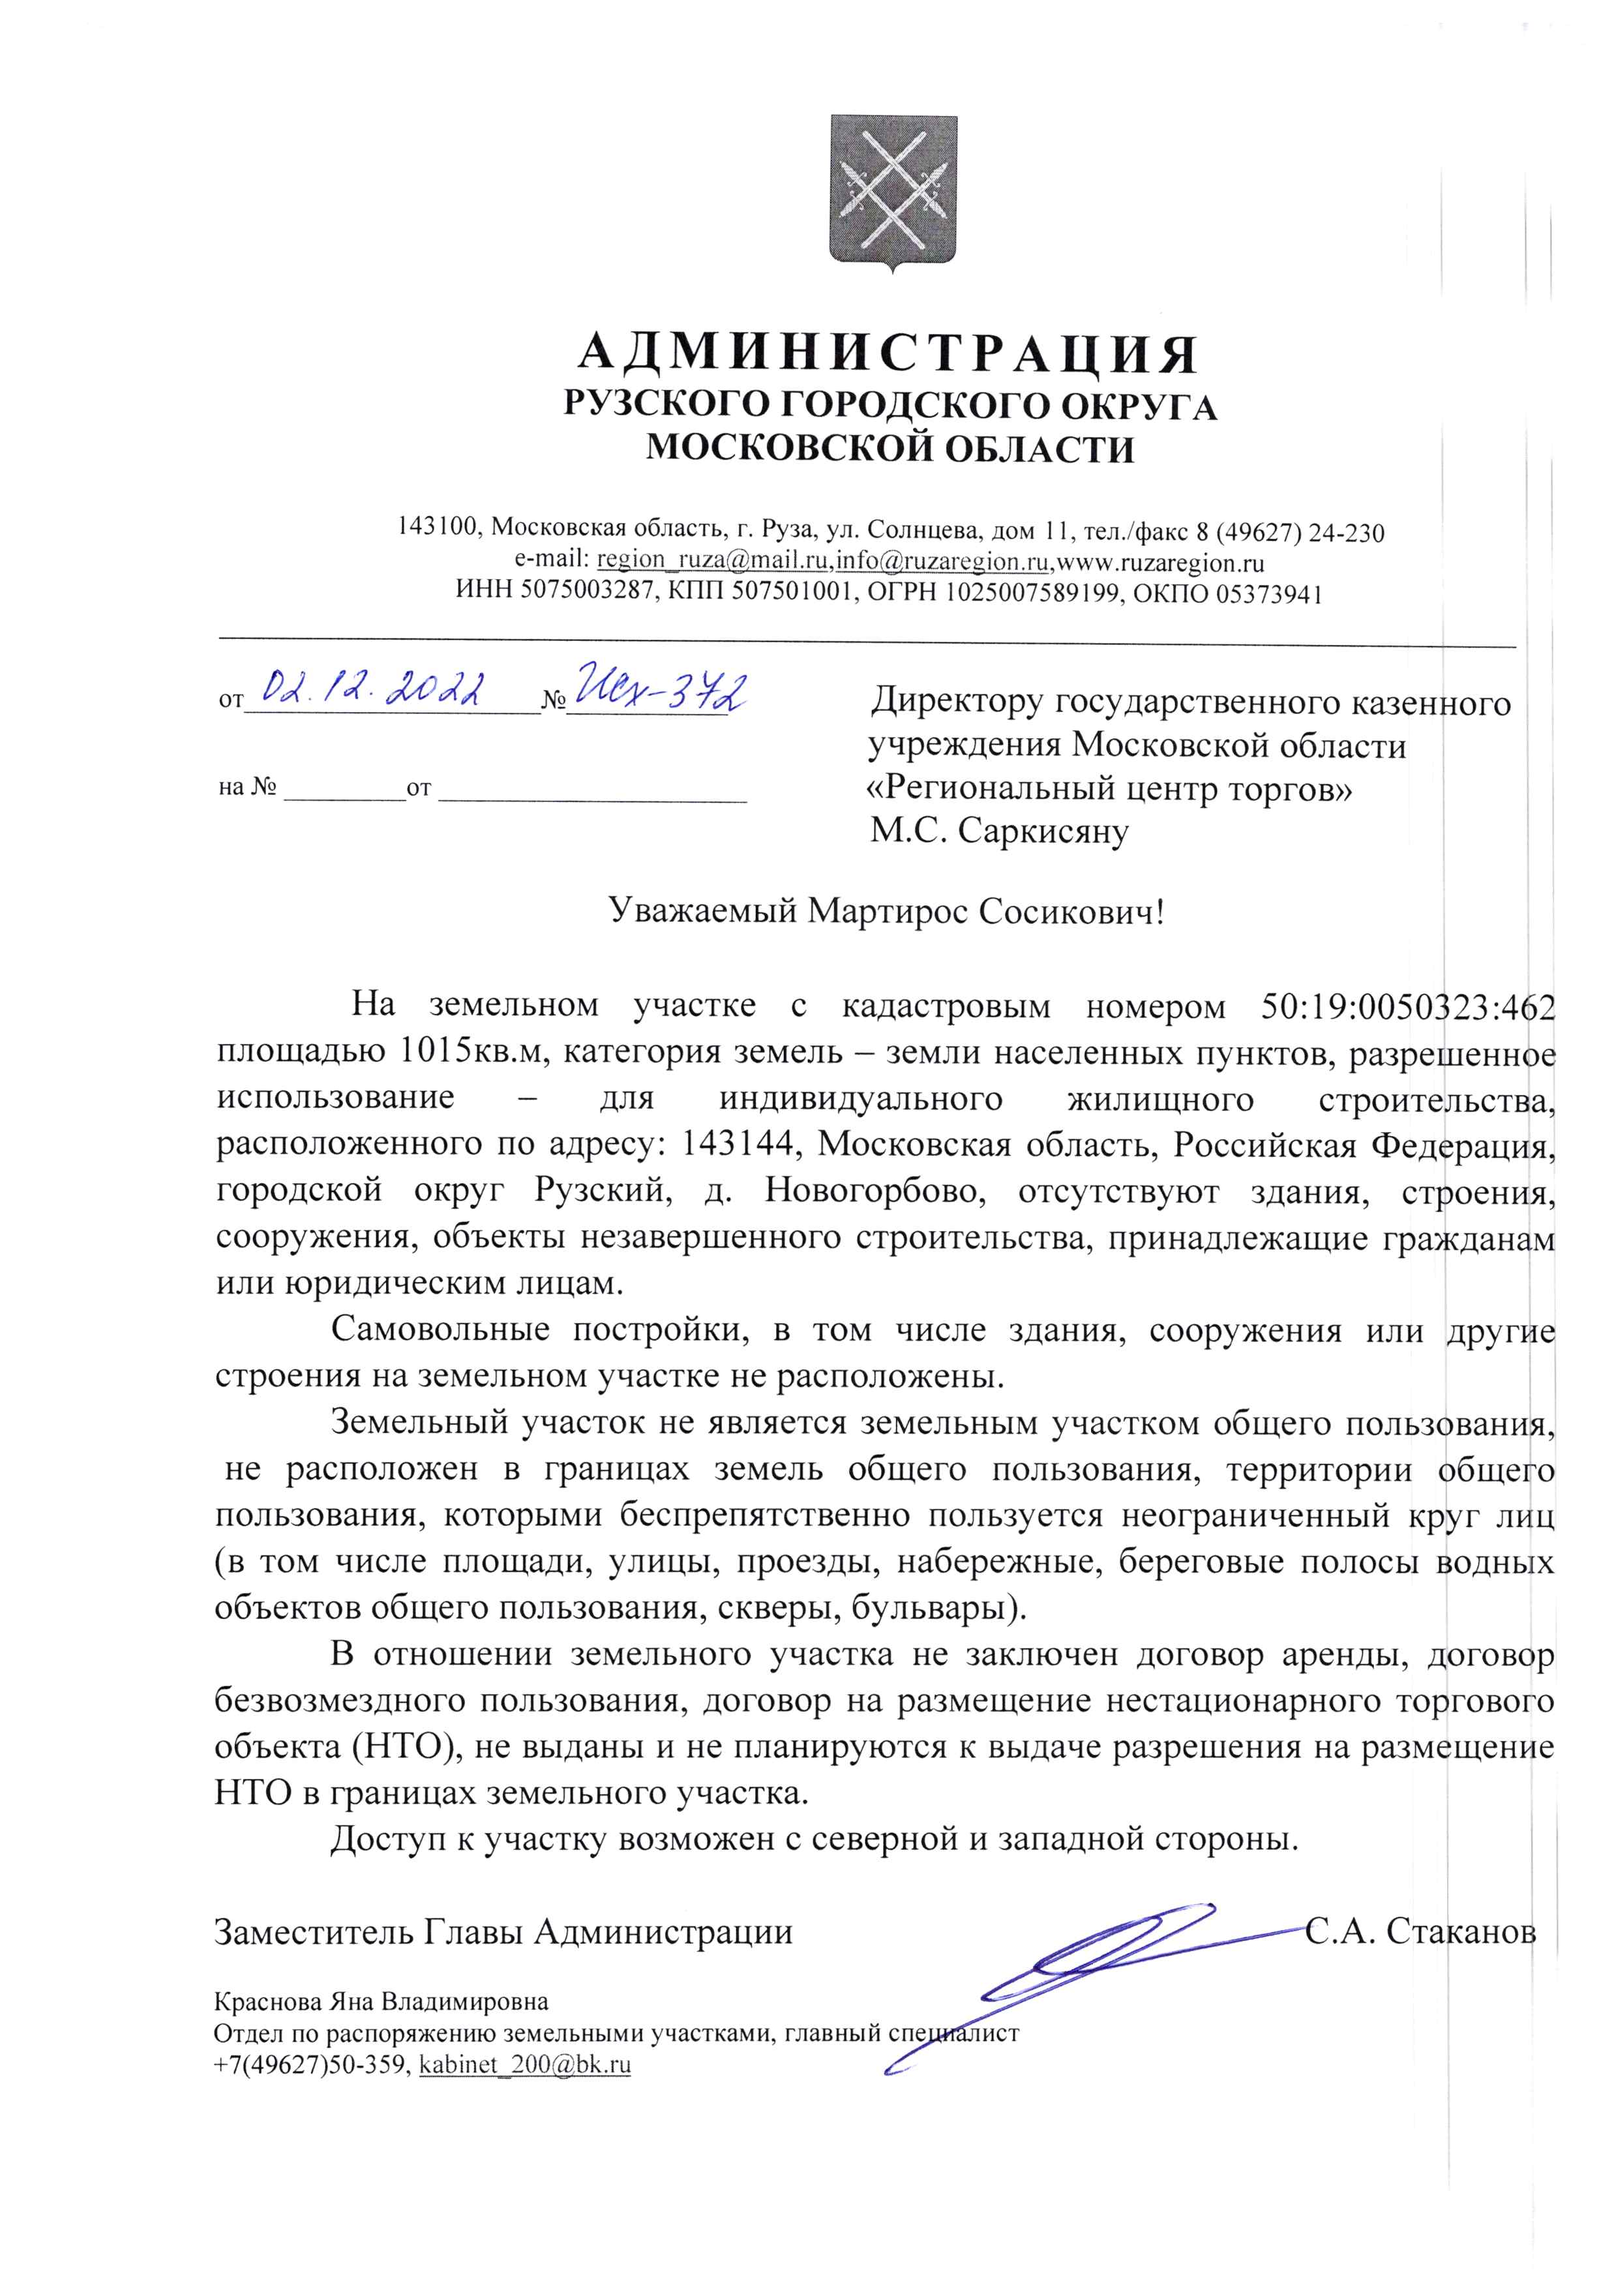 АДМИНИСТРАЦИЯ
РУЗСКОГО ГОРОДСКОГО ОКРУГА
МОСКОВСКОЙ ОБЛАСТИ
143100, Московская область, г. Руза, ул. Солнцева, дом 11, тел./факс 8 (49627) 24-230
e-mail: region_ruza@mail.ru,info@ruzaregion.ru,www.ruzaregion.ru
ИНН 5075003287, КПП 507501001, ОГРН 1025007589199, ОКПО 05373941
от 02.12.2022 № Исх-372
на № __________ от ____________________
Директору государственного казенного
учреждения Московской области
«Региональный центр торгов»
М.С. Саркисяну
Уважаемый Мартирос Сосикович!
На земельном участке с кадастровым номером 50:19:0050323:462
площадью 1015кв.м, категория земель – земли населенных пунктов, разрешенное
использование – для индивидуального жилищного строительства,
расположенного по адресу: 143144, Московская область, Российская Федерация,
городской округ Рузский, д. Новогорбово, отсутствуют здания, строения,
сооружения, объекты незавершенного строительства, принадлежащие гражданам
или юридическим лицам.
Самовольные постройки, в том числе здания, сооружения или другие
строения на земельном участке не расположены.
Земельный участок не является земельным участком общего пользования,
не расположен в границах земель общего пользования, территории общего
пользования, которыми беспрепятственно пользуется неограниченный круг лиц
(в том числе площади, улицы, проезды, набережные, береговые полосы водных
объектов общего пользования, скверы, бульвары).
В отношении земельного участка не заключен договор аренды, договор
безвозмездного пользования, договор на размещение нестационарного торгового
объекта (НТО), не выданы и не планируются к выдаче разрешения на размещение
НТО в границах земельного участка.
Доступ к участку возможен с северной и западной стороны.
Заместитель Главы Администрации С.А. Стаканов
Краснова Яна Владимировна
Отдел по распоряжению земельными участками, главный специалист
+7(49627)50-359, kabinet_200@bk.ru